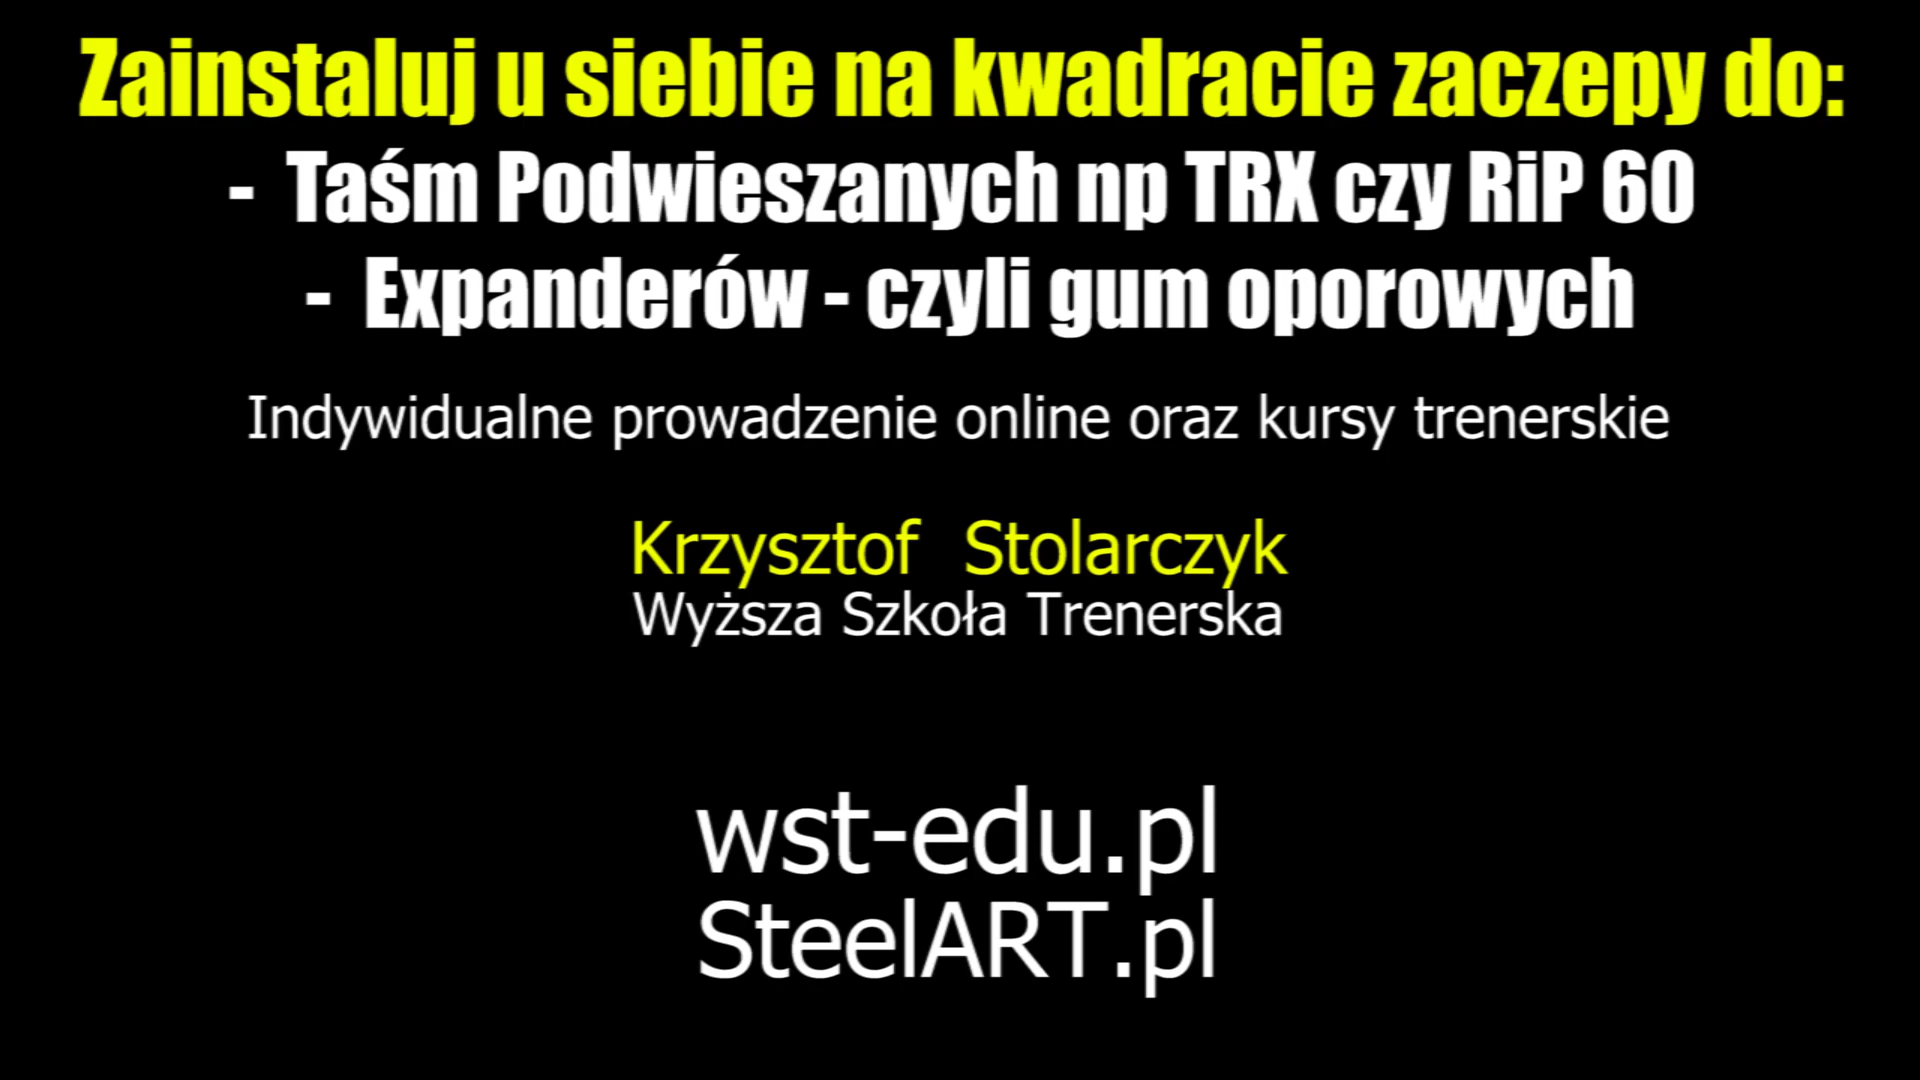 Zainstaluj u siebie na kwadracie zaczepy do:
- Taśm Podwieszanych np TRX czy RiP 60
- Expanderów - czyli gum oporowych
Indywidualne prowadzenie online oraz kursy trenerskie
Krzysztof Stolarczyk
Wyższa Szkoła Trenerska
wst-edu.pl
SteelART.pl